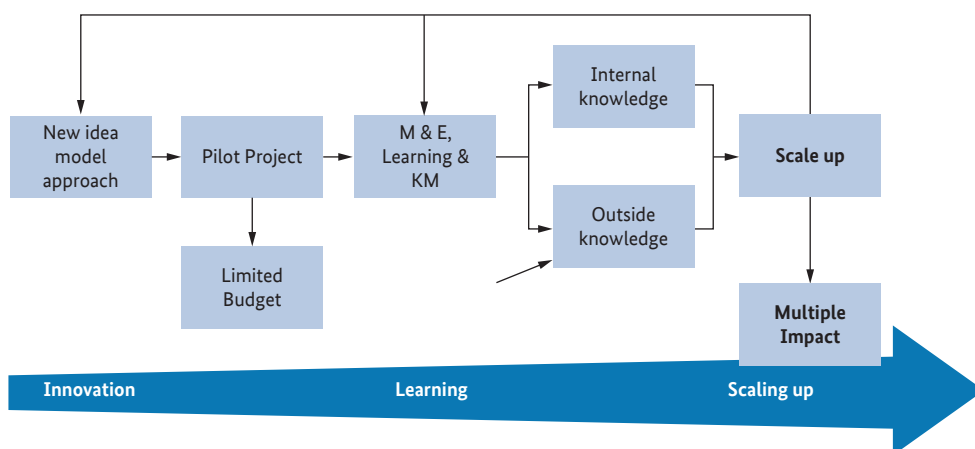 New idea
model
approach
Pilot Project
Limited
Budget
M & E,
Learning &
KM
Internal
knowledge
Outside
knowledge
Scale up
Multiple
Impact
Innovation
Learning
Scaling up